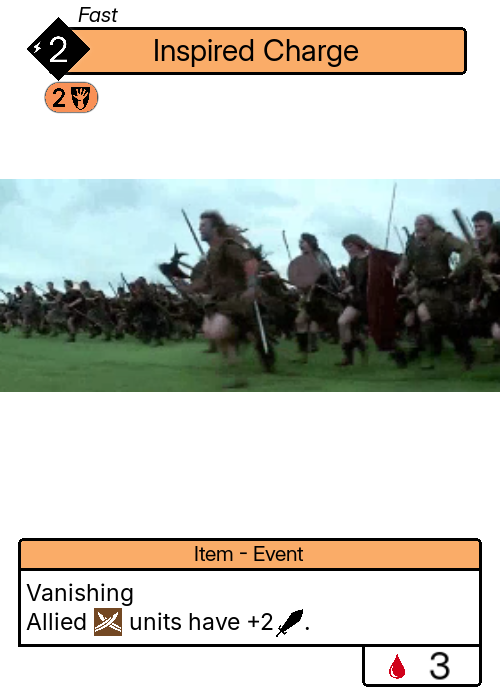 Fast
2 Inspired Charge
2
Item - Event
Vanishing
Allied units have +2.
3